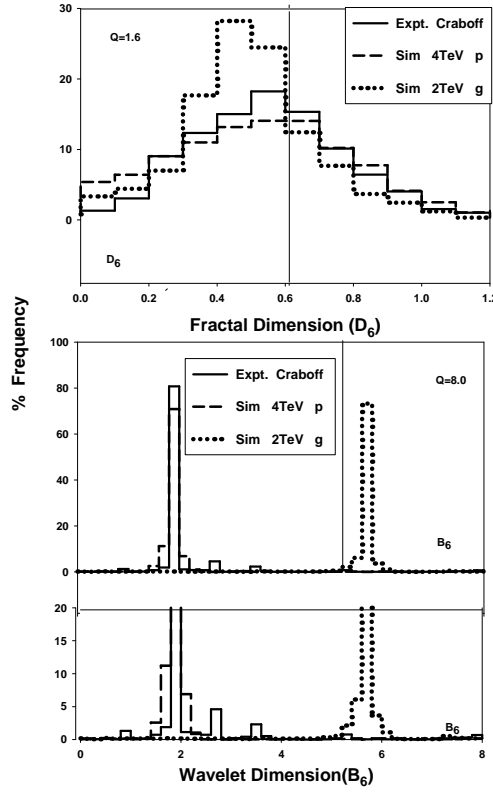 30
20
10
0
Q=1.6
Expt. Craboff
Sim 4TeV p
Sim 2TeV g
D6
0.0 0.2 0.4 0.6 0.8 1.0 1.2
Fractal Dimension (D6)
% Frequency
100
80
60
40
20
0
Expt. Craboff
Sim 4TeV p
Sim 2TeV g
Q=8.0
B6
20
15
10
5
0
B6
0 2 4 6 8
Wavelet Dimension(B6)